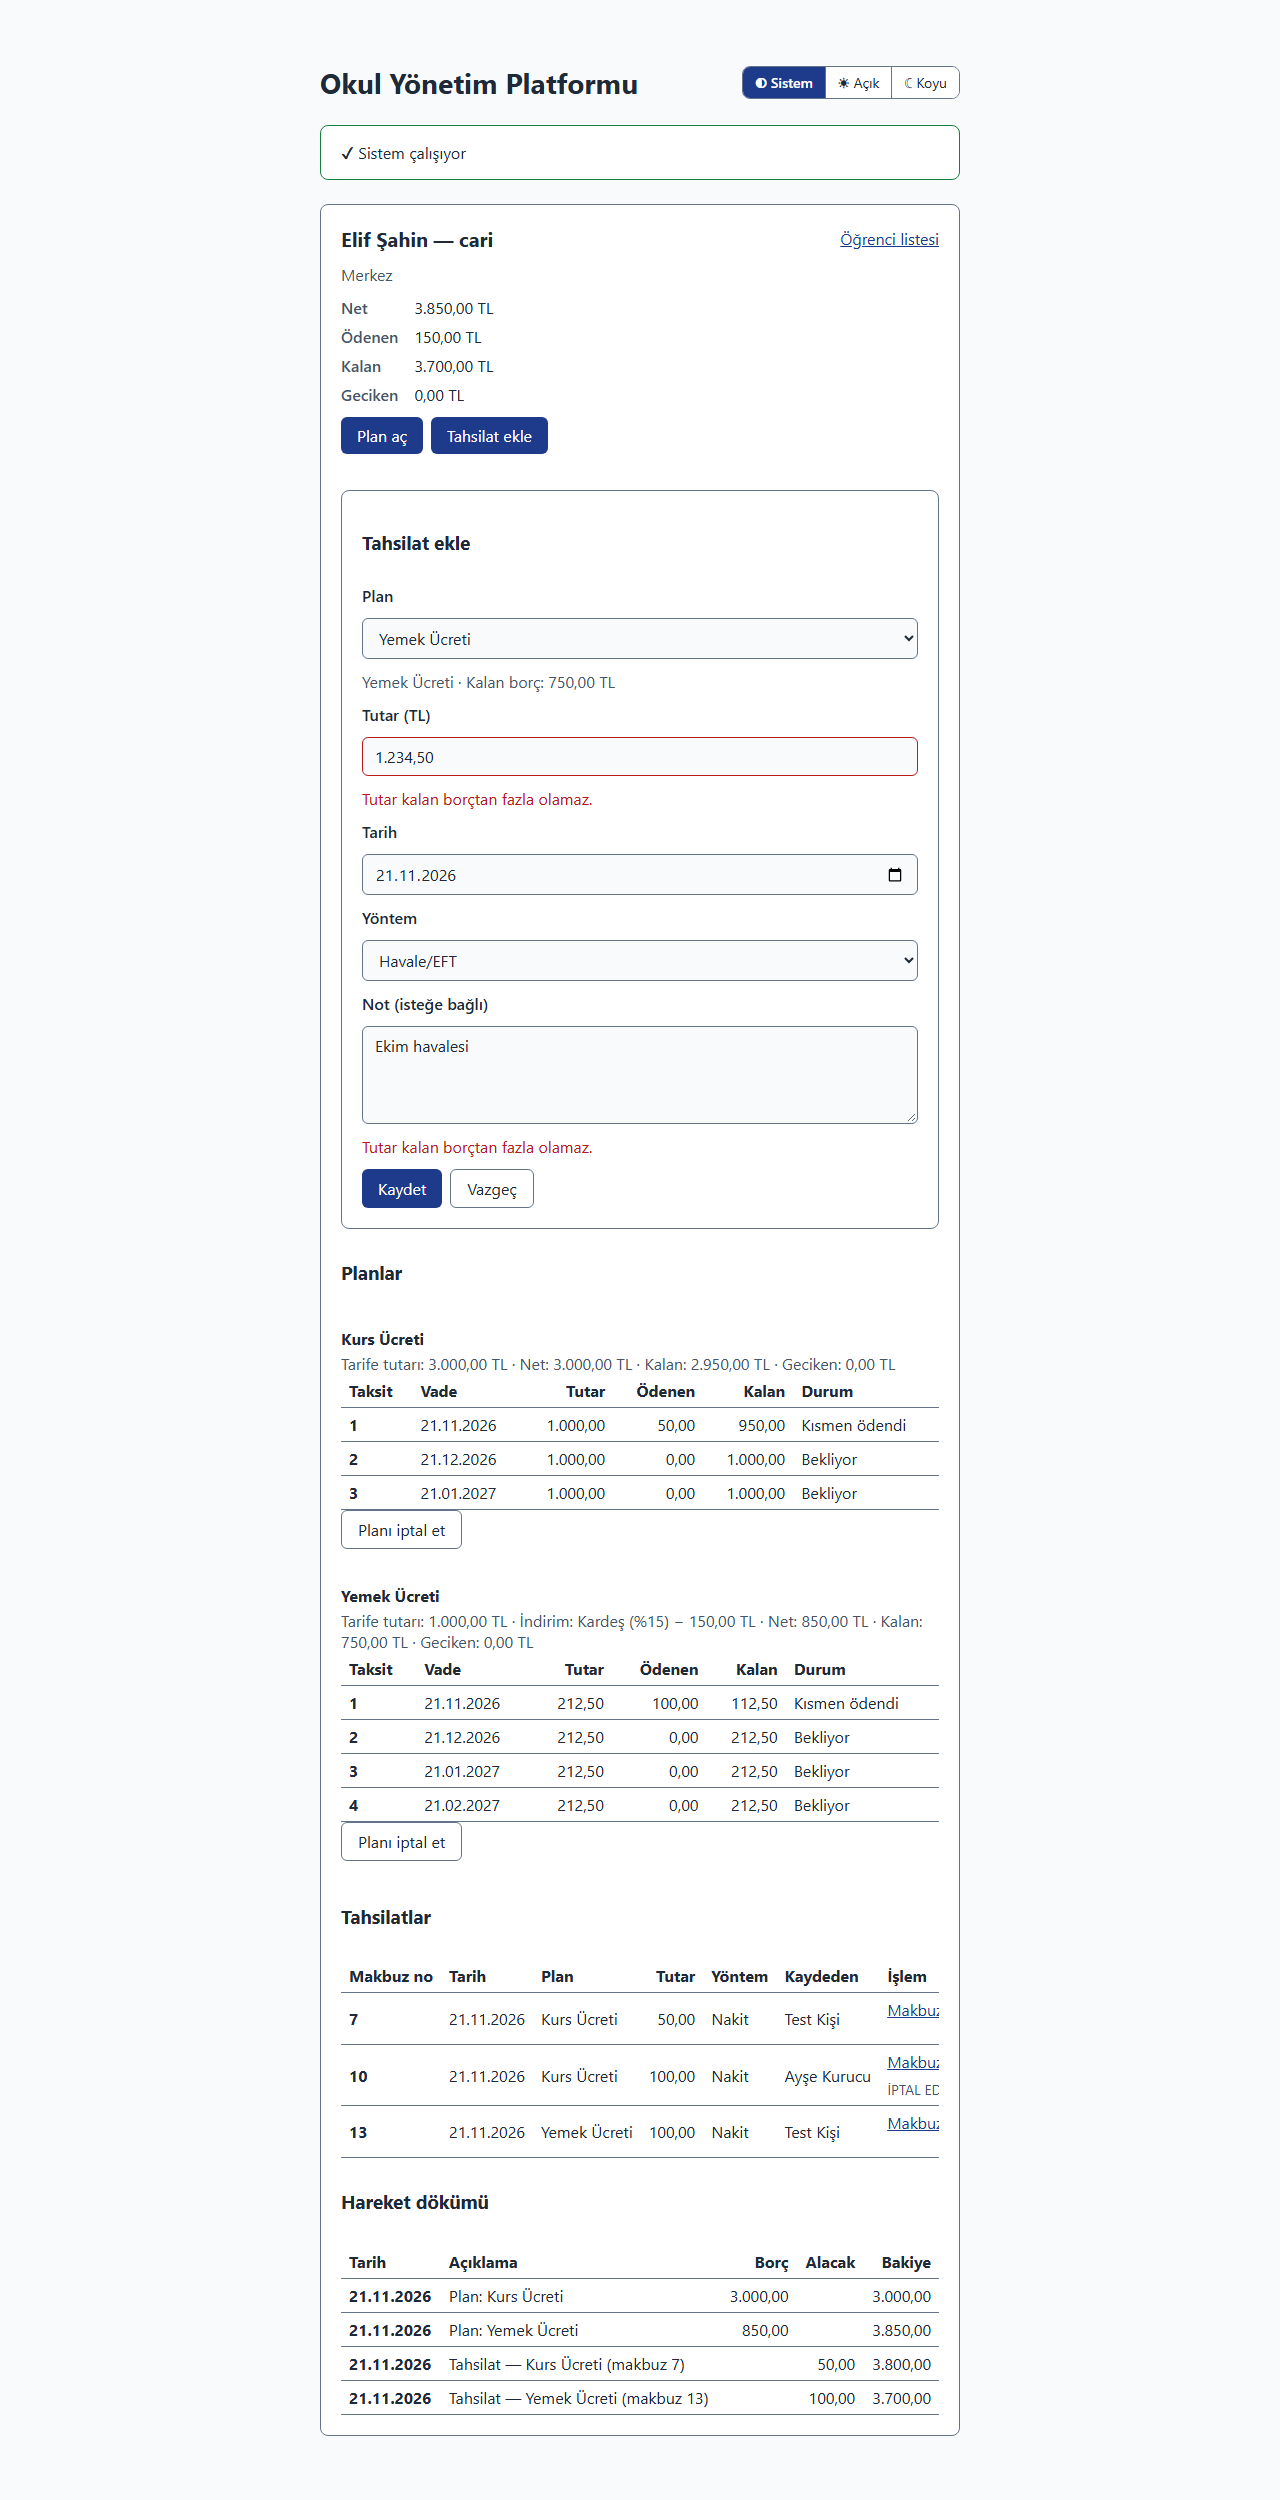 Okul Yönetim Platformu
◐ Sistem ☀ Açık ☾ Koyu
✓ Sistem çalışıyor
Elif Şahin — cari Öğrenci listesi
Merkez
Net 3.850,00 TL
Ödenen 150,00 TL
Kalan 3.700,00 TL
Geciken 0,00 TL
Plan aç Tahsilat ekle
Tahsilat ekle
Plan
Yemek Ücreti
Yemek Ücreti · Kalan borç: 750,00 TL
Tutar (TL)
1.234,50
Tutar kalan borçtan fazla olamaz.
Tarih
21.11.2026
Yöntem
Havale/EFT
Not (isteğe bağlı)
Ekim havalesi
Tutar kalan borçtan fazla olamaz.
Kaydet Vazgeç
Planlar
Kurs Ücreti
Tarife tutarı: 3.000,00 TL · Net: 3.000,00 TL · Kalan: 2.950,00 TL · Geciken: 0,00 TL
Taksit Vade Tutar Ödenen Kalan Durum
1 21.11.2026 1.000,00 50,00 950,00 Kısmen ödendi
2 21.12.2026 1.000,00 0,00 1.000,00 Bekliyor
3 21.01.2027 1.000,00 0,00 1.000,00 Bekliyor
Planı iptal et
Yemek Ücreti
Tarife tutarı: 1.000,00 TL · İndirim: Kardeş (%15) − 150,00 TL · Net: 850,00 TL · Kalan:
750,00 TL · Geciken: 0,00 TL
Taksit Vade Tutar Ödenen Kalan Durum
1 21.11.2026 212,50 100,00 112,50 Kısmen ödendi
2 21.12.2026 212,50 0,00 212,50 Bekliyor
3 21.01.2027 212,50 0,00 212,50 Bekliyor
4 21.02.2027 212,50 0,00 212,50 Bekliyor
Planı iptal et
Tahsilatlar
Makbuz no Tarih Plan Tutar Yöntem Kaydeden İşlem
7 21.11.2026 Kurs Ücreti 50,00 Nakit Test Kişi Makbuz
10 21.11.2026 Kurs Ücreti 100,00 Nakit Ayşe Kurucu Makbuz
İPTAL ED
13 21.11.2026 Yemek Ücreti 100,00 Nakit Test Kişi Makbuz
Hareket dökümü
Tarih Açıklama Borç Alacak Bakiye
21.11.2026 Plan: Kurs Ücreti 3.000,00 3.000,00
21.11.2026 Plan: Yemek Ücreti 850,00 3.850,00
21.11.2026 Tahsilat — Kurs Ücreti (makbuz 7) 50,00 3.800,00
21.11.2026 Tahsilat — Yemek Ücreti (makbuz 13) 100,00 3.700,00